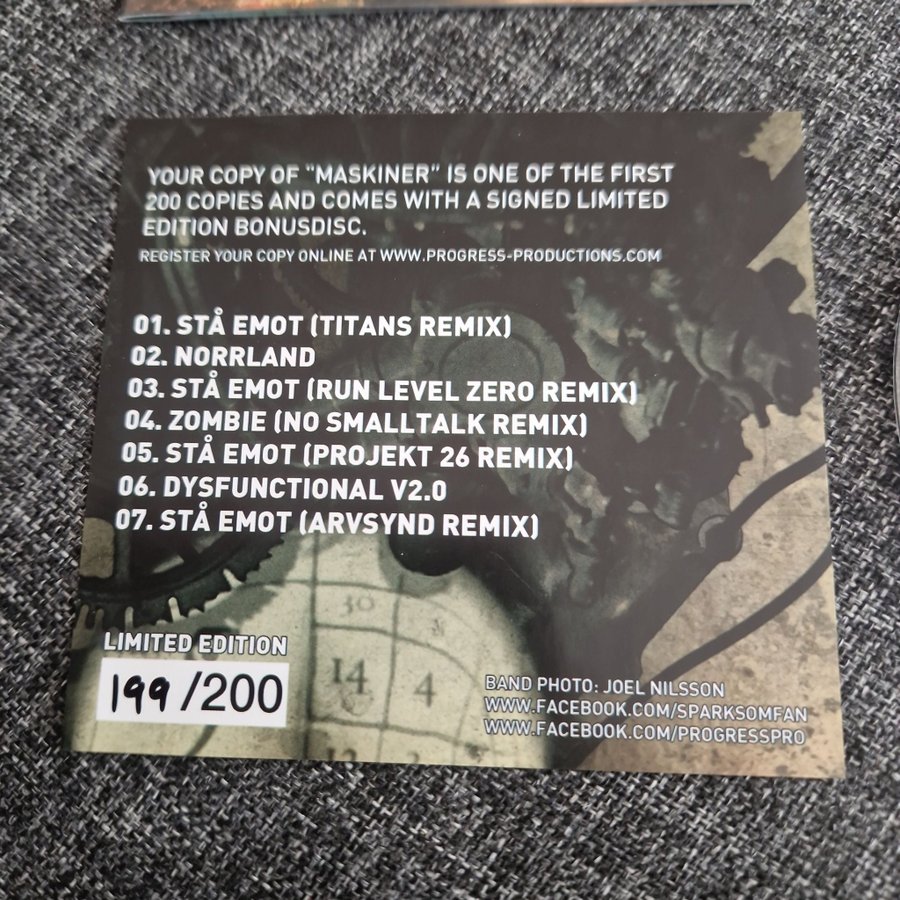 YOUR COPY OF "MASKINER" IS ONE OF THE FIRST
200 COPIES AND COMES WITH A SIGNED LIMITED
EDITION BONUSDISC.
REGISTER YOUR COPY ONLINE AT WWW.PROGRESS-PRODUCTIONS.COM
01. STÅ EMOT (TITANS REMIX)
02. NORRLAND
03. STÅ EMOT (RUN LEVEL ZERO REMIX)
04. ZOMBIE (NO SMALLTALK REMIX)
05. STÅ EMOT (PROJEKT 26 REMIX)
06. DYSFUNCTIONAL V2.0
07. STÅ EMOT (ARVSYND REMIX)
30
14 4
12
LIMITED EDITION
199/200
BAND PHOTO: JOEL NILSSON
WWW.FACEBOOK.COM/SPARKSOMFAN
WWW.FACEBOOK.COM/PROGRESSPRO